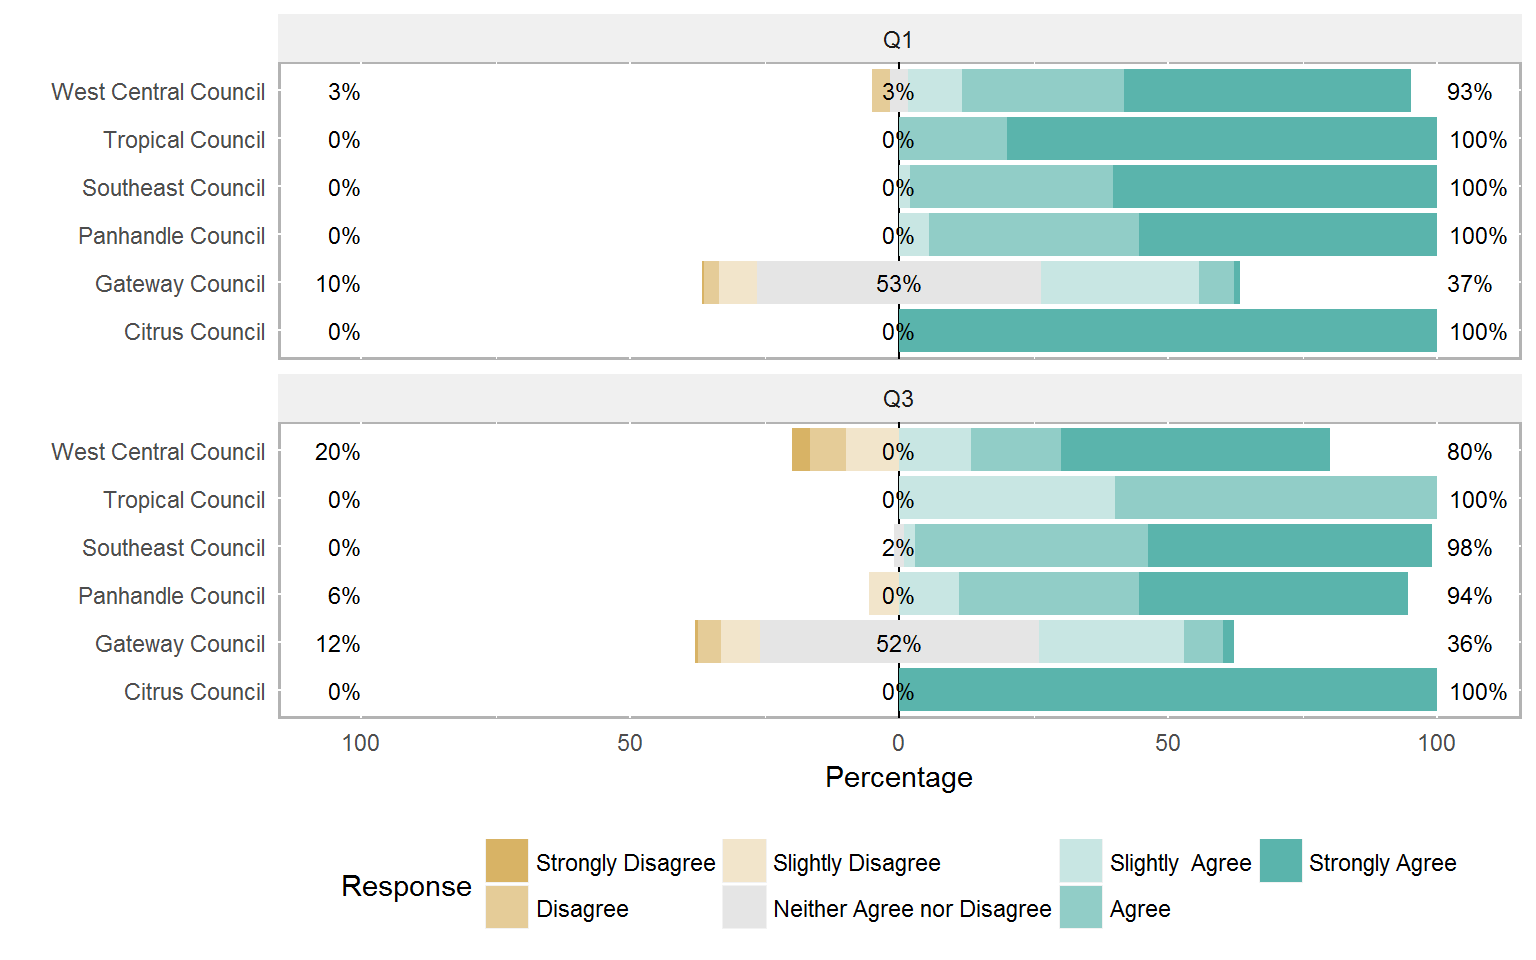 Q1
West Central Council 3% 3% 93%
Tropical Council 0% 0% 100%
Southeast Council 0% 0% 100%
Panhandle Council 0% 0% 100%
Gateway Council 10% 53% 37%
Citrus Council 0% 0% 100%
Q3
West Central Council 20% 0% 80%
Tropical Council 0% 0% 100%
Southeast Council 0% 2% 98%
Panhandle Council 6% 0% 94%
Gateway Council 12% 52% 36%
Citrus Council 0% 0% 100%
100 50 0 50 100
Percentage
Response
Strongly Disagree Slightly Disagree Slightly  Agree Strongly Agree
Disagree Neither Agree nor Disagree Agree